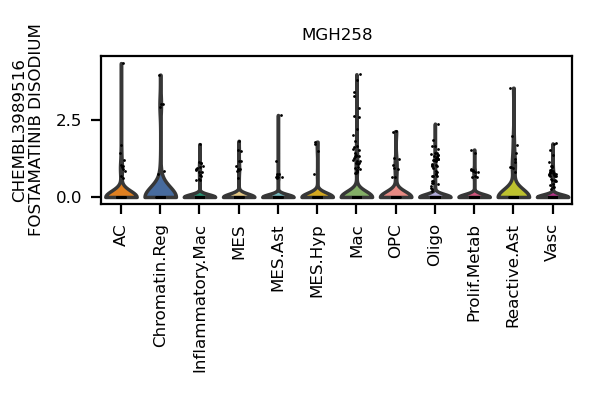 MGH258
CHEMBL3989516
FOSTAMATINIB DISODIUM
2.5
0.0
AC
Chromatin.Reg
Inflammatory.Mac
MES
MES.Ast
MES.Hyp
Mac
OPC
Oligo
Prolif.Metab
Reactive.Ast
Vasc